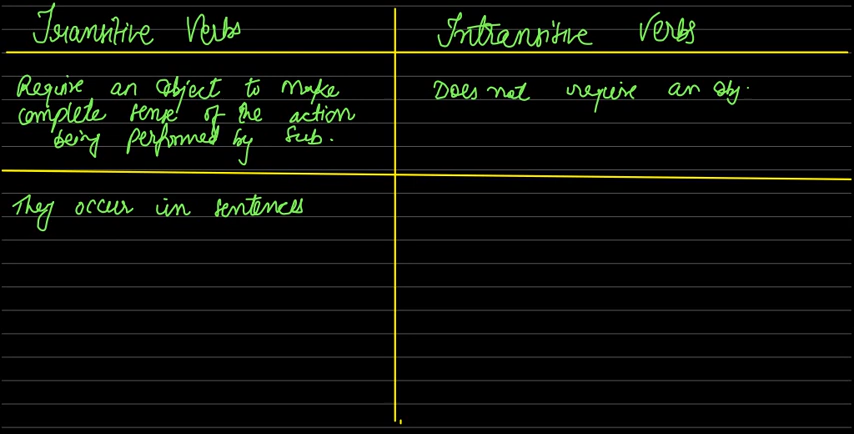 Transitive Verbs
Intransitive Verbs
Require an object to make
complete sense of the action
being performed by Sub.
Does not require an obj.
They occur in sentences